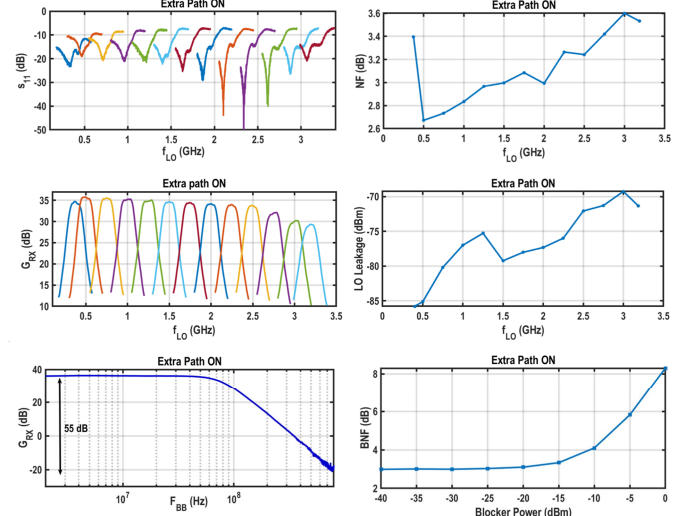 Extra Path ON
0
-10
-20
-30
-40
-50
s11 (dB)
0.5 1 1.5 2 2.5 3
fLO (GHz)
Extra Path ON
3.6
3.4
3.2
3
2.8
2.6
NF (dB)
0 0.5 1 1.5 2 2.5 3 3.5
fLO (GHz)
Extra path ON
35
30
25
20
15
10
GRX (dB)
0.5 1 1.5 2 2.5 3 3.5
fLO (GHz)
Extra Path ON
-70
-75
-80
-85
LO Leakage (dBm)
0 0.5 1 1.5 2 2.5 3 3.5
fLO (GHz)
Extra Path ON
40
20
0
-20
GRX (dB)
55 dB
10^7 10^8
FBB (Hz)
Extra Path ON
8
6
4
2
BNF (dB)
-40 -35 -30 -25 -20 -15 -10 -5 0
Blocker Power (dBm)